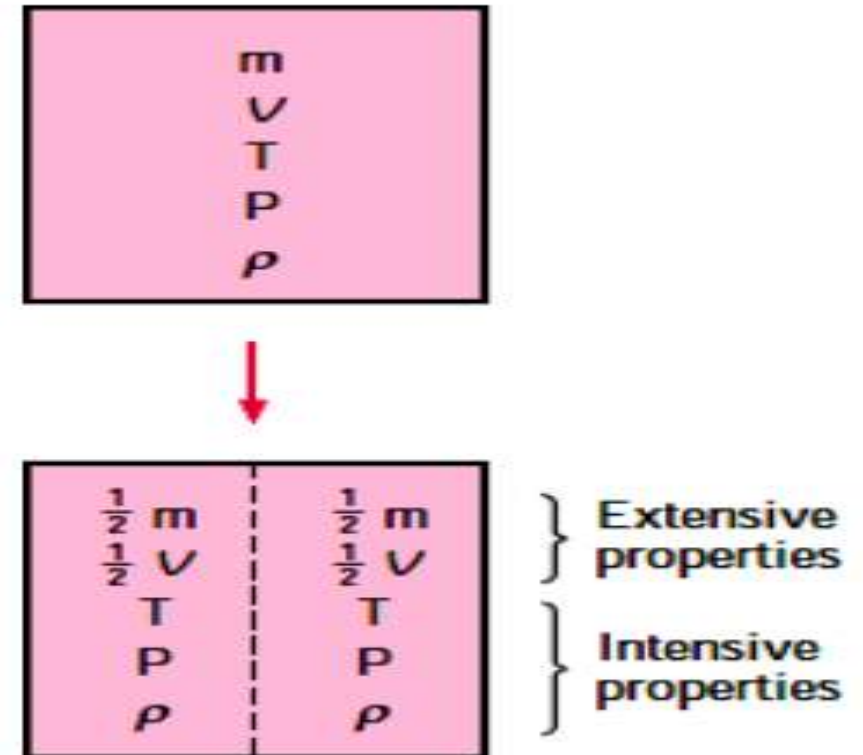 m
V
T
P
ρ
½ m ½ m
½ V ½ V
T T
P P
ρ ρ
Extensive
properties
Intensive
properties